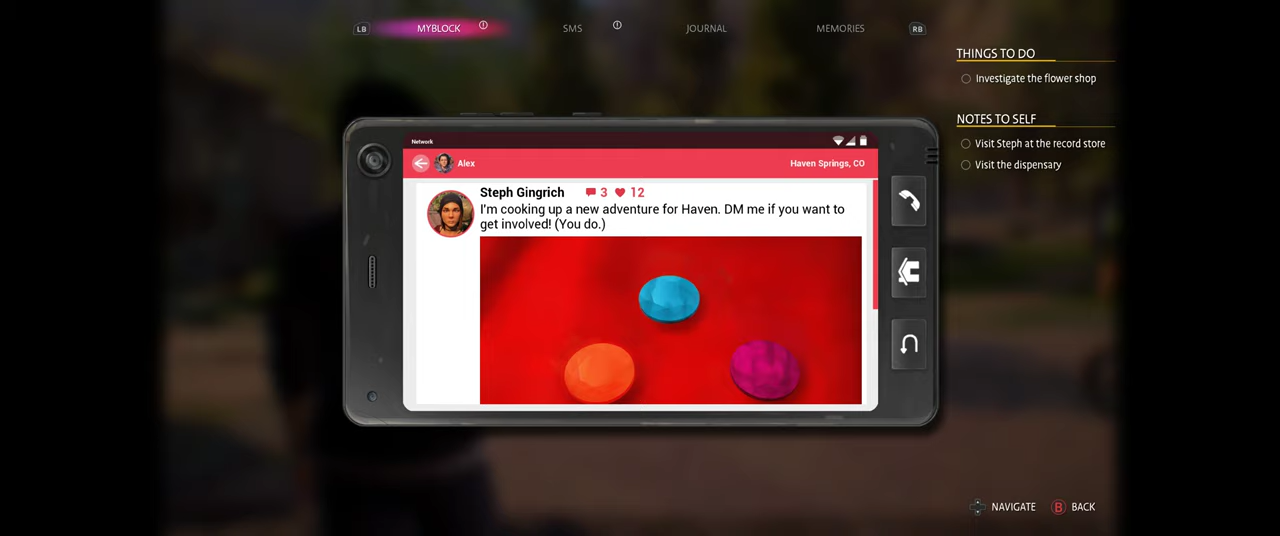 LB
MYBLOCK
SMS
JOURNAL
MEMORIES
RB
THINGS TO DO
Investigate the flower shop
NOTES TO SELF
Visit Steph at the record store
Visit the dispensary
Network
Alex
Haven Springs, CO
Steph Gingrich 3 12
I'm cooking up a new adventure for Haven. DM me if you want to
get involved! (You do.)
NAVIGATE
B BACK